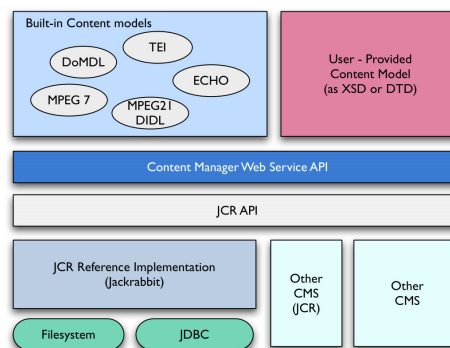 Built-in Content models
TEI
DoMDL
ECHO
MPEG 7
MPEG21
DIDL
User - Provided
Content Model
(as XSD or DTD)
Content Manager Web Service API
JCR API
JCR Reference Implementation
(Jackrabbit)
Other
CMS
(JCR)
Other
CMS
Filesystem
JDBC